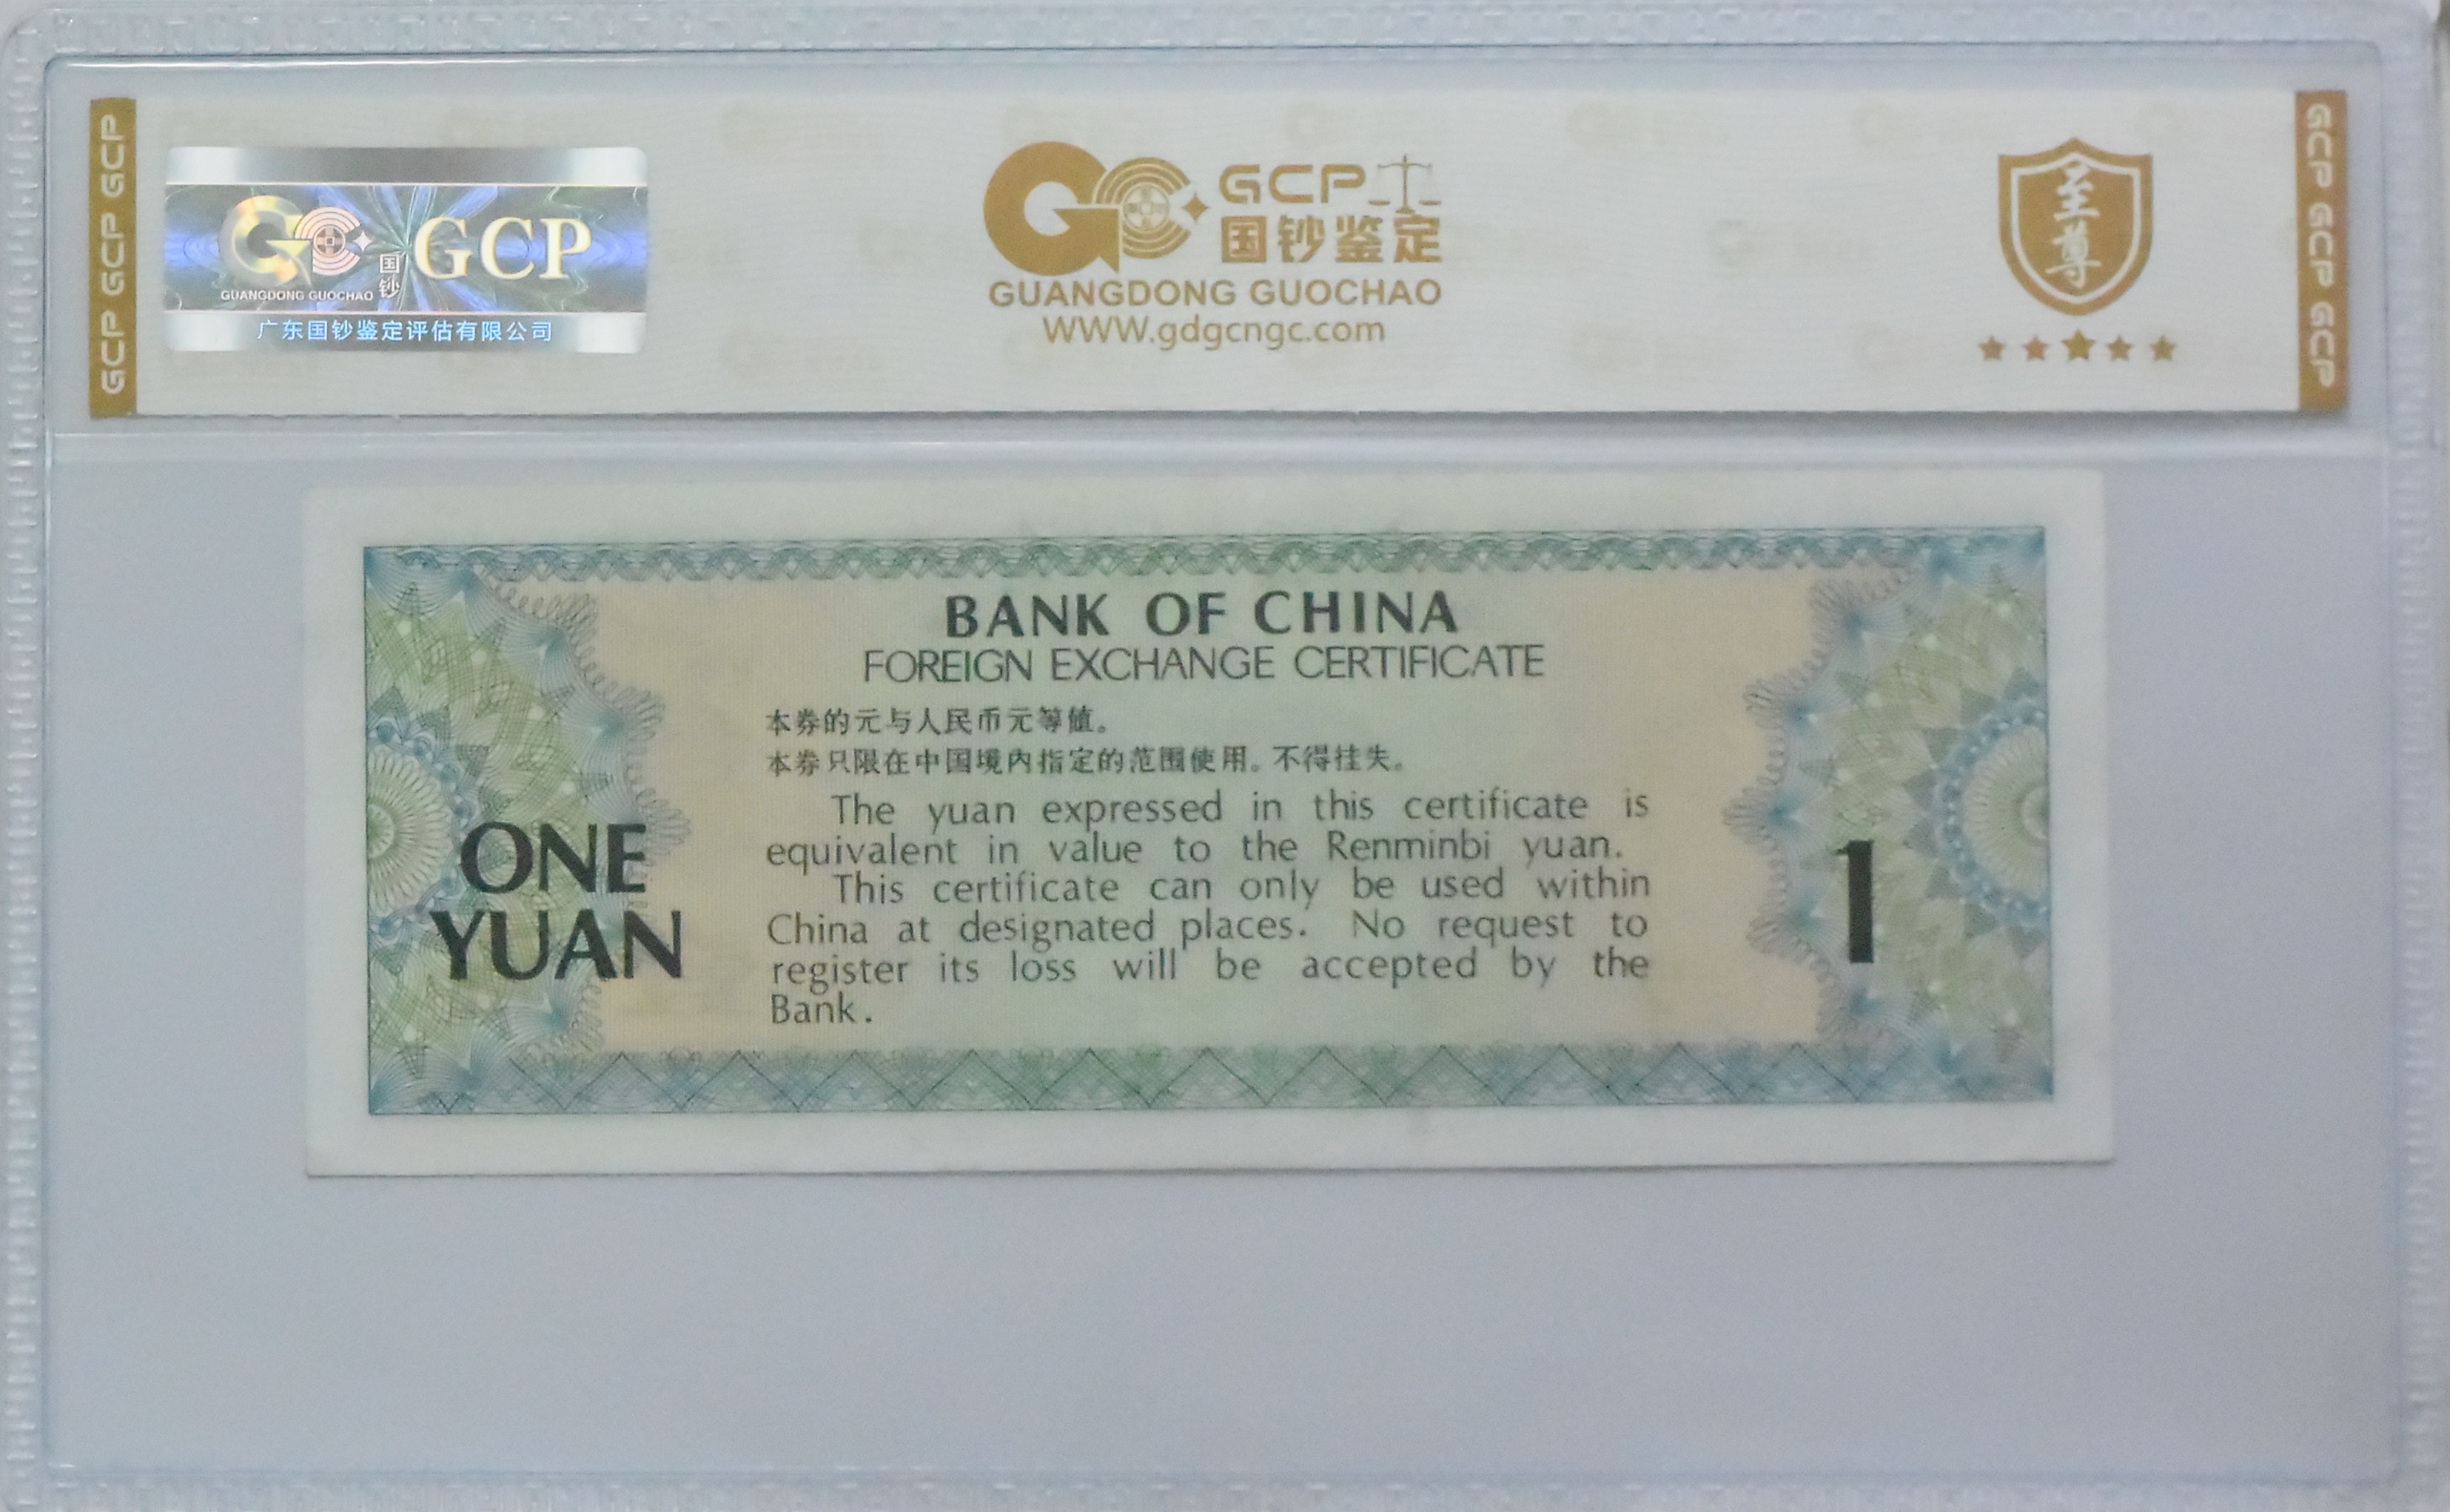 GCP GCP GCP
GCP
国钞
GUANGDONG GUOCHAO
广东国钞鉴定评估有限公司
GCP
国钞鉴定
GUANGDONG GUOCHAO
WWW.gdgcngc.com
至尊
GCP GCP GCP
BANK OF CHINA
FOREIGN EXCHANGE CERTIFICATE
本券的元与人民币元等值。
本券只限在中国境内指定的范围使用。不得挂失。
The yuan expressed in this certificate is
equivalent in value to the Renminbi yuan.
This certificate can only be used within
China at designated places. No request to
register its loss will be accepted by the
Bank.
ONE
YUAN
1